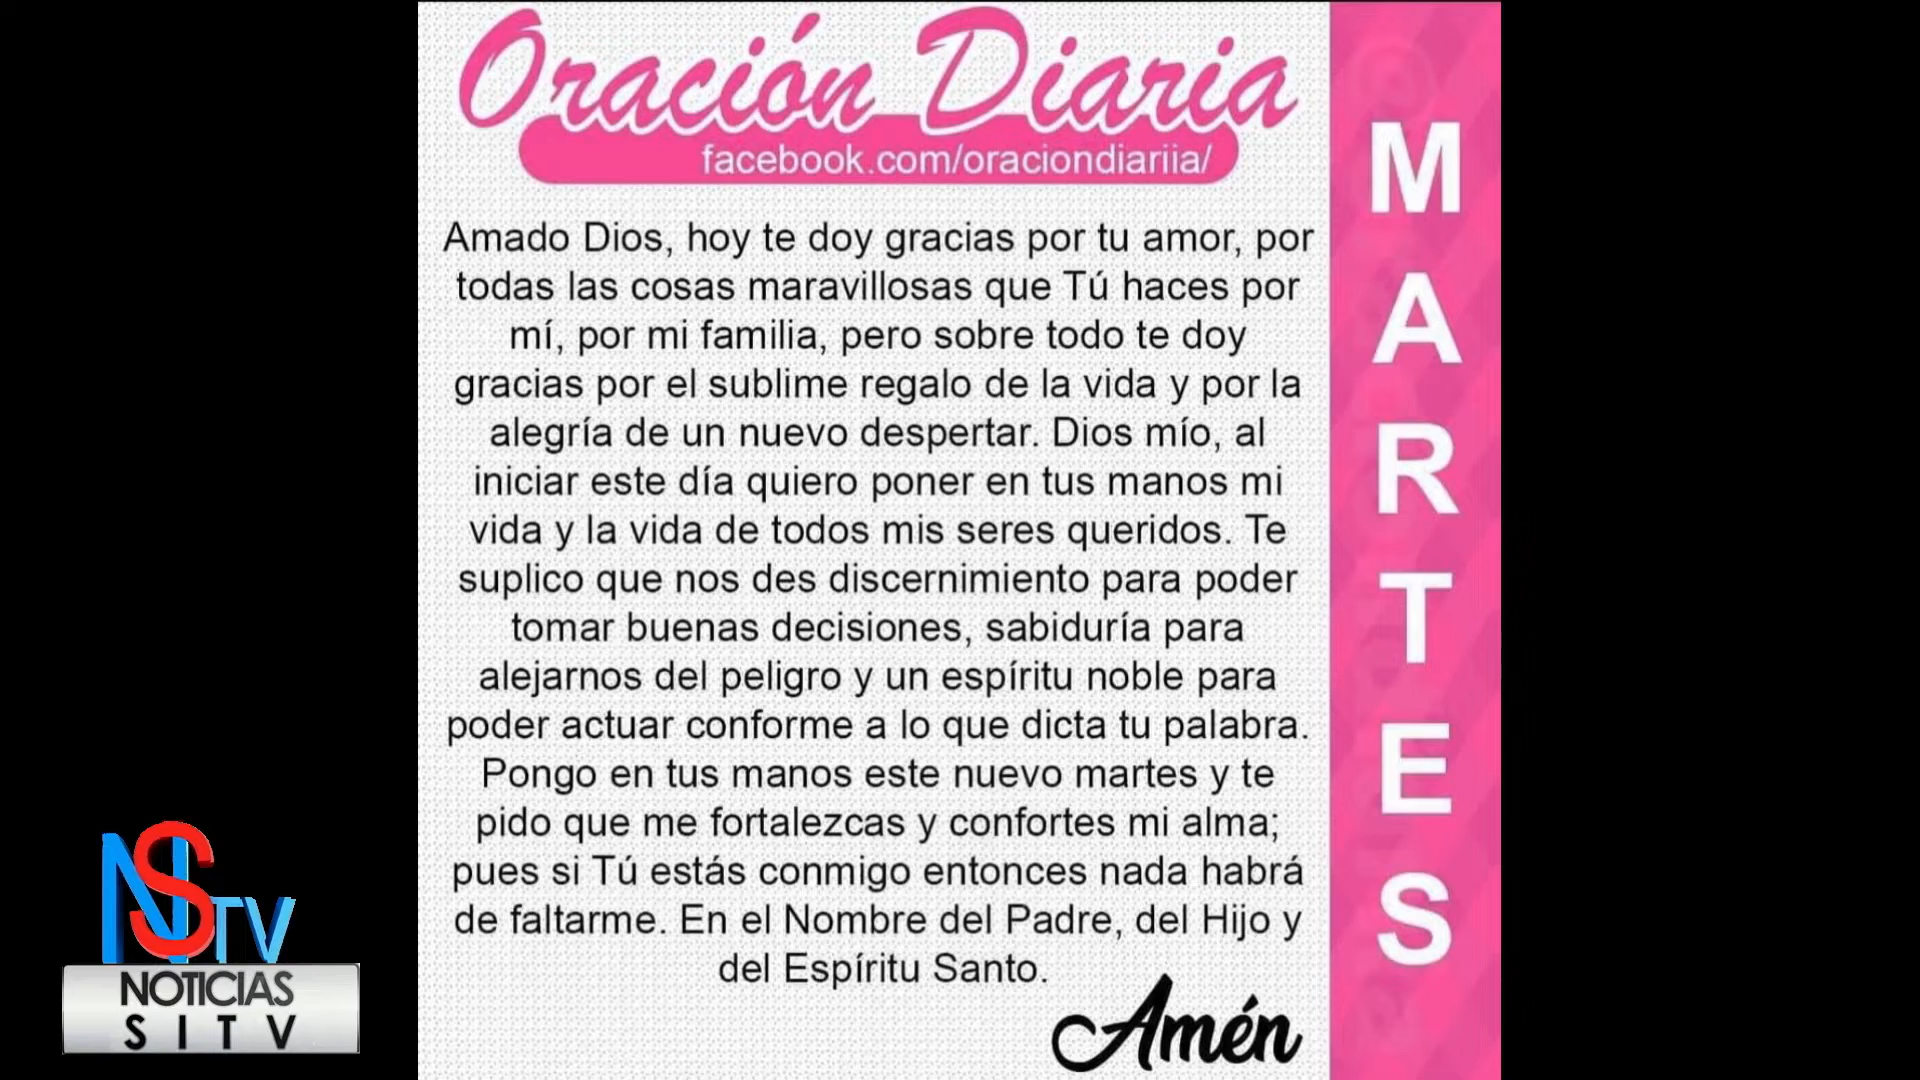 Oración Diaria
facebook.com/oraciondiariia/
Amado Dios, hoy te doy gracias por tu amor, por
todas las cosas maravillosas que Tú haces por
mí, por mi familia, pero sobre todo te doy
gracias por el sublime regalo de la vida y por la
alegría de un nuevo despertar. Dios mío, al
iniciar este día quiero poner en tus manos mi
vida y la vida de todos mis seres queridos. Te
suplico que nos des discernimiento para poder
tomar buenas decisiones, sabiduría para
alejarnos del peligro y un espíritu noble para
poder actuar conforme a lo que dicta tu palabra.
Pongo en tus manos este nuevo martes y te
pido que me fortalezcas y confortes mi alma;
pues si Tú estás conmigo entonces nada habrá
de faltarme. En el Nombre del Padre, del Hijo y
del Espíritu Santo.
Amén
MARTES
NSTV
NOTICIAS
SITV